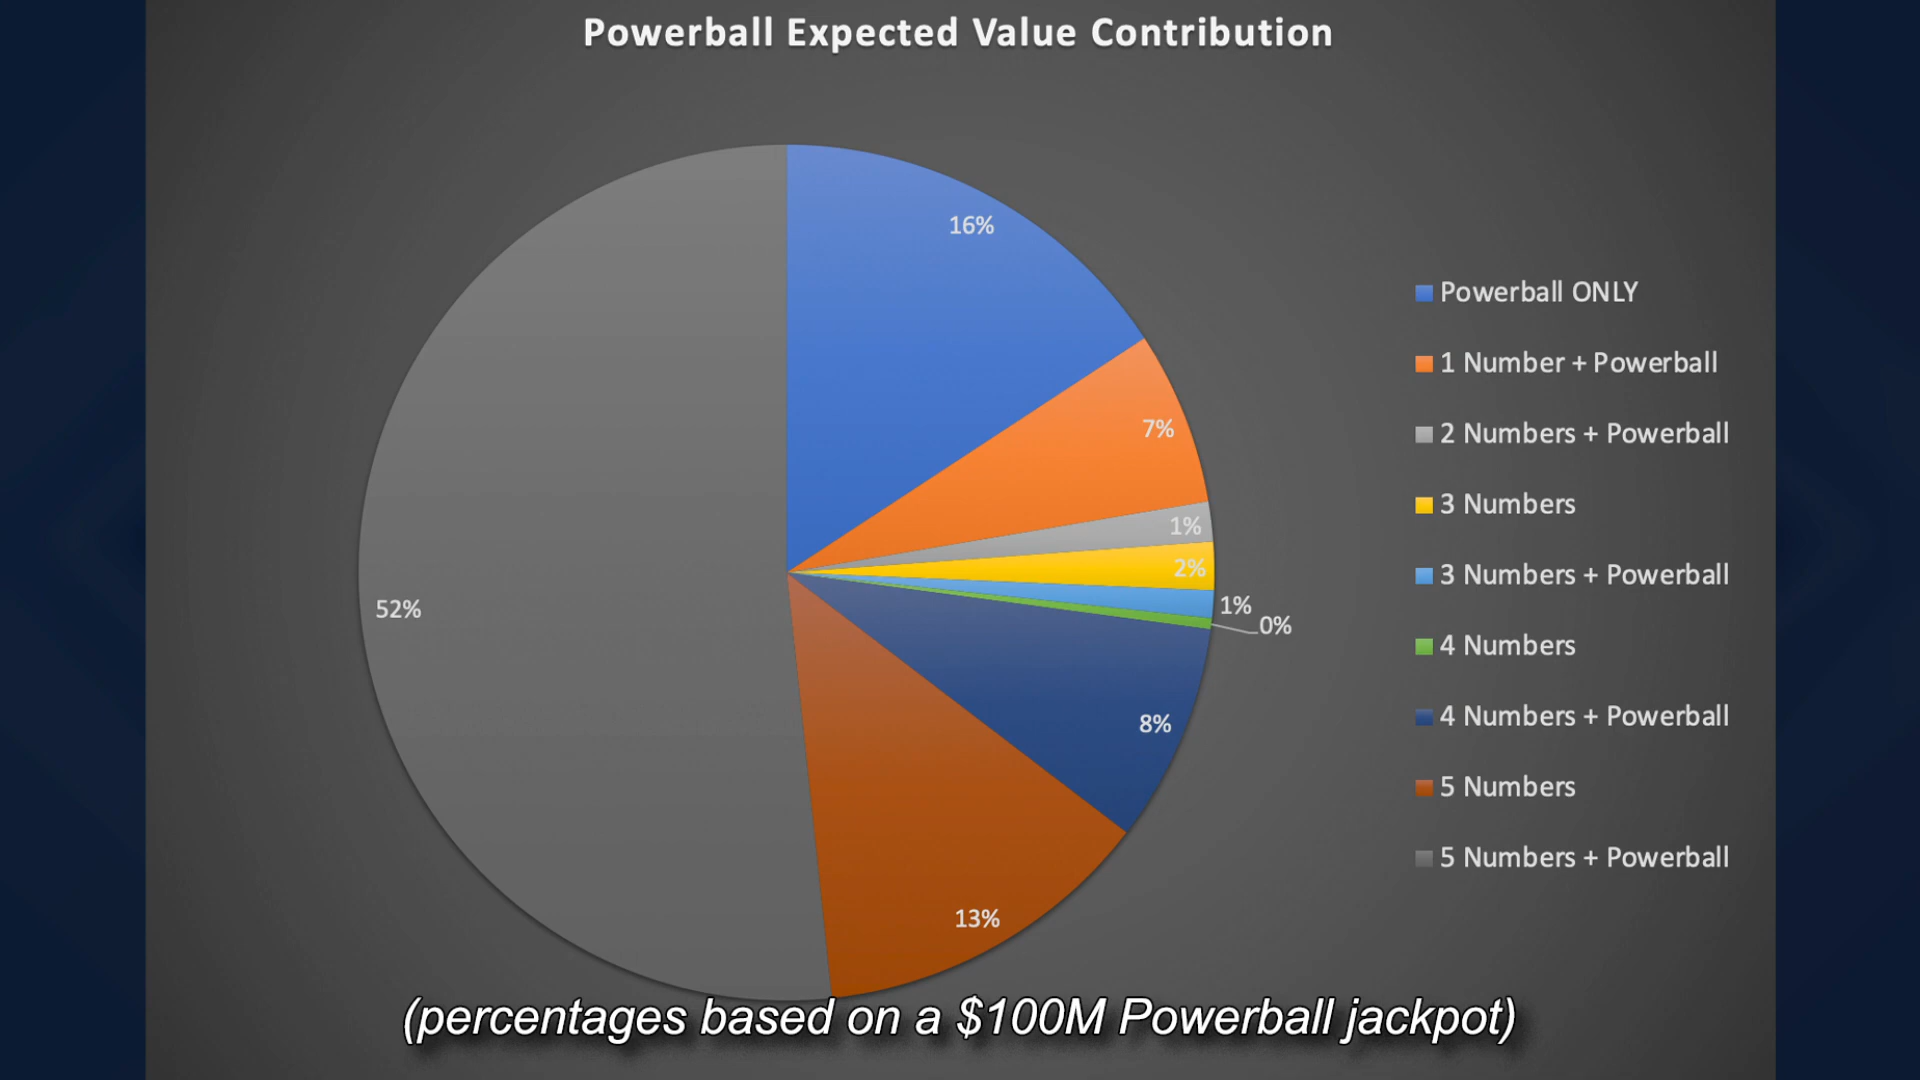 Powerball Expected Value Contribution
16%
7%
1%
2%
1%
0%
8%
13%
52%
Powerball ONLY
1 Number + Powerball
2 Numbers + Powerball
3 Numbers
3 Numbers + Powerball
4 Numbers
4 Numbers + Powerball
5 Numbers
5 Numbers + Powerball
(percentages based on a $100M Powerball jackpot)